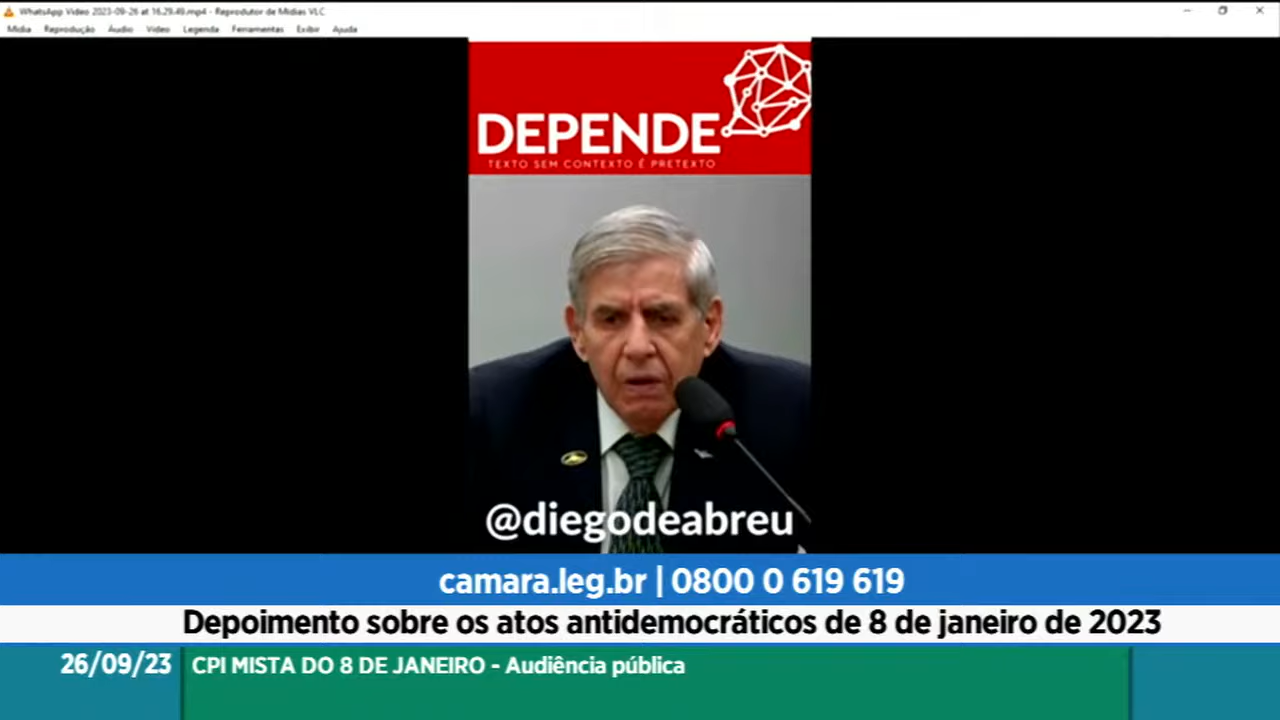 WhatsApp Video 2023-09-26 at 16.29.49.mp4 - Reprodutor de Mídias VLC
Mídia Reprodução Áudio Vídeo Legenda Ferramentas Exibir Ajuda
DEPENDE
TEXTO SEM CONTEXTO É PRETEXTO
@diegodeabreu
camara.leg.br | 0800 0 619 619
Depoimento sobre os atos antidemocráticos de 8 de janeiro de 2023
26/09/23 CPI MISTA DO 8 DE JANEIRO - Audiência pública